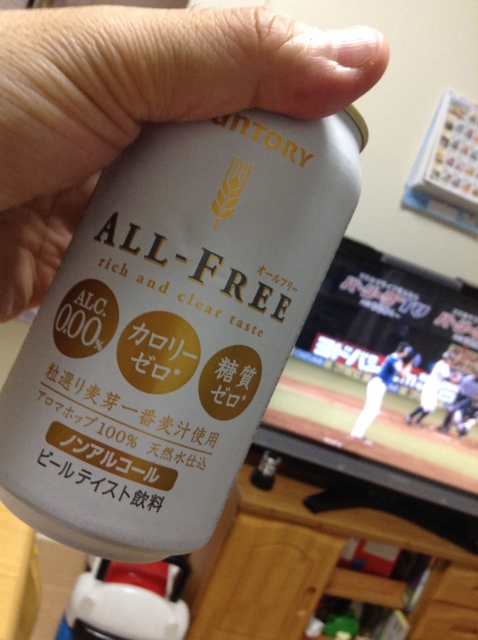 SUNTORY
ALL-FREE
オールフリー
rich and clear taste
ALC.
0.00%
カロリー
ゼロ*
糖質
ゼロ*
粒選り麦芽一番麦汁使用
アロマホップ100% 天然水仕込
ノンアルコール
ビールテイスト飲料